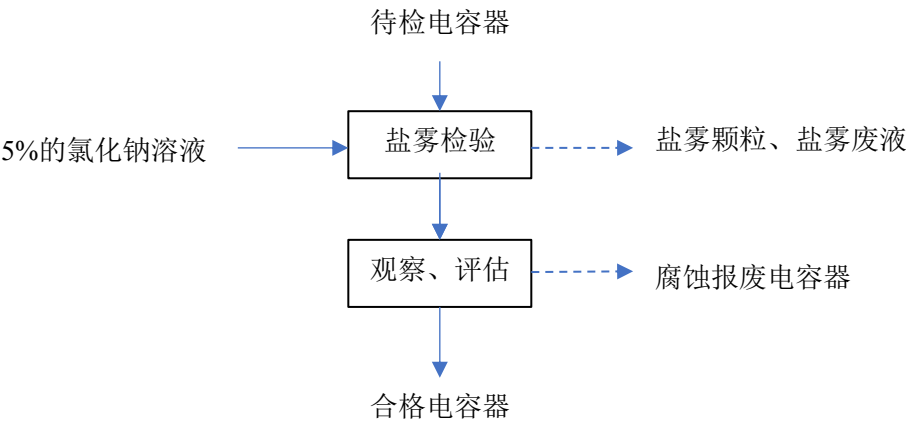 待检电容器
5%的氯化钠溶液
盐雾检验
盐雾颗粒、盐雾废液
观察、评估
腐蚀报废电容器
合格电容器